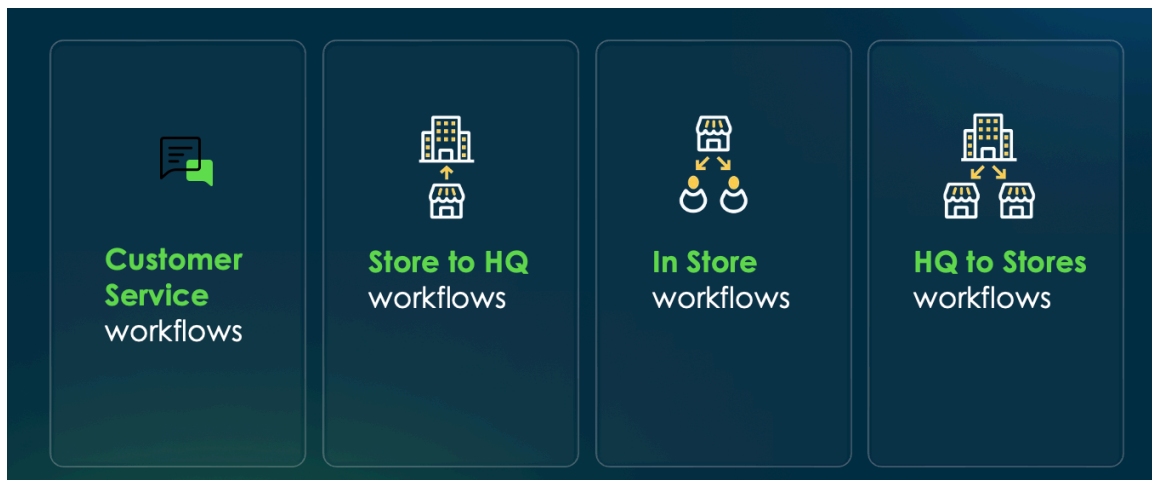 Customer
Service
workflows
Store to HQ
workflows
In Store
workflows
HQ to Stores
workflows